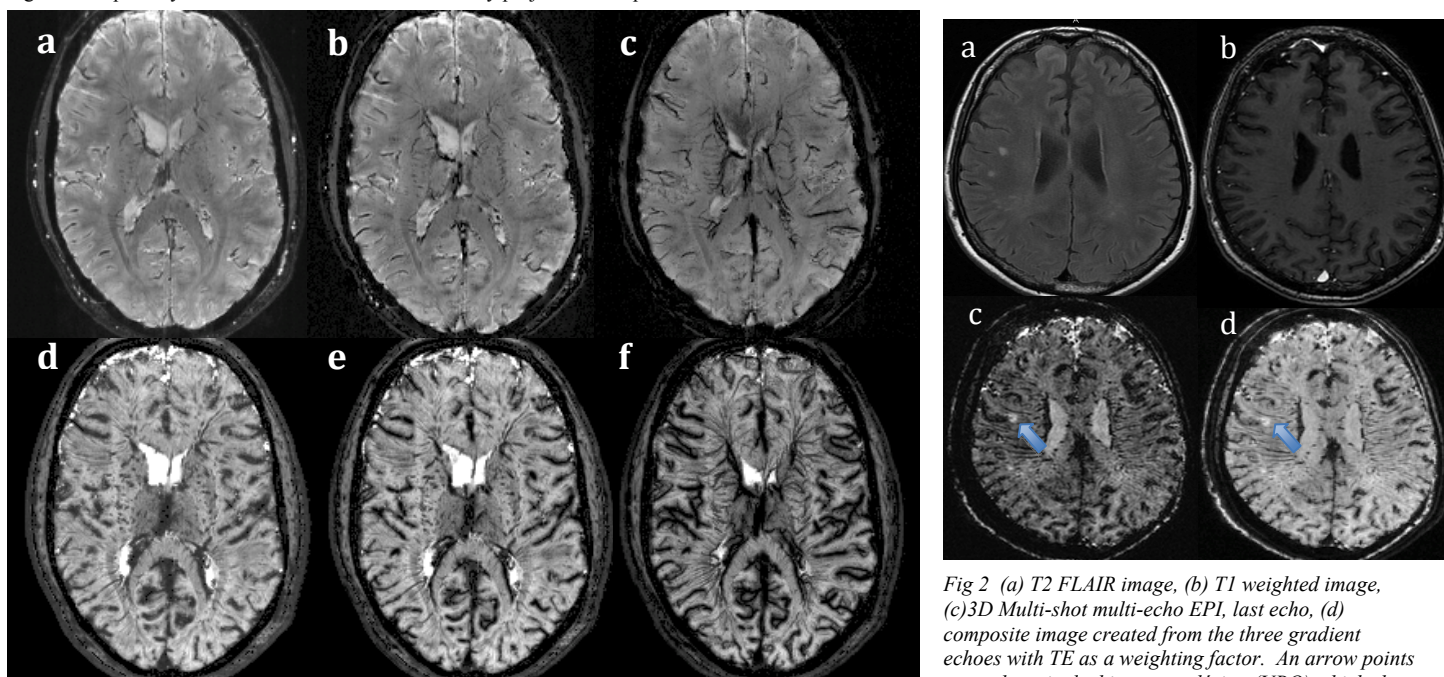 a
b
c
d
e
f
a
b
c
d
Fig 2 (a) T2 FLAIR image, (b) T1 weighted image,
(c)3D Multi-shot multi-echo EPI, last echo, (d)
composite image created from the three gradient
echoes with TE as a weighting factor. An arrow points